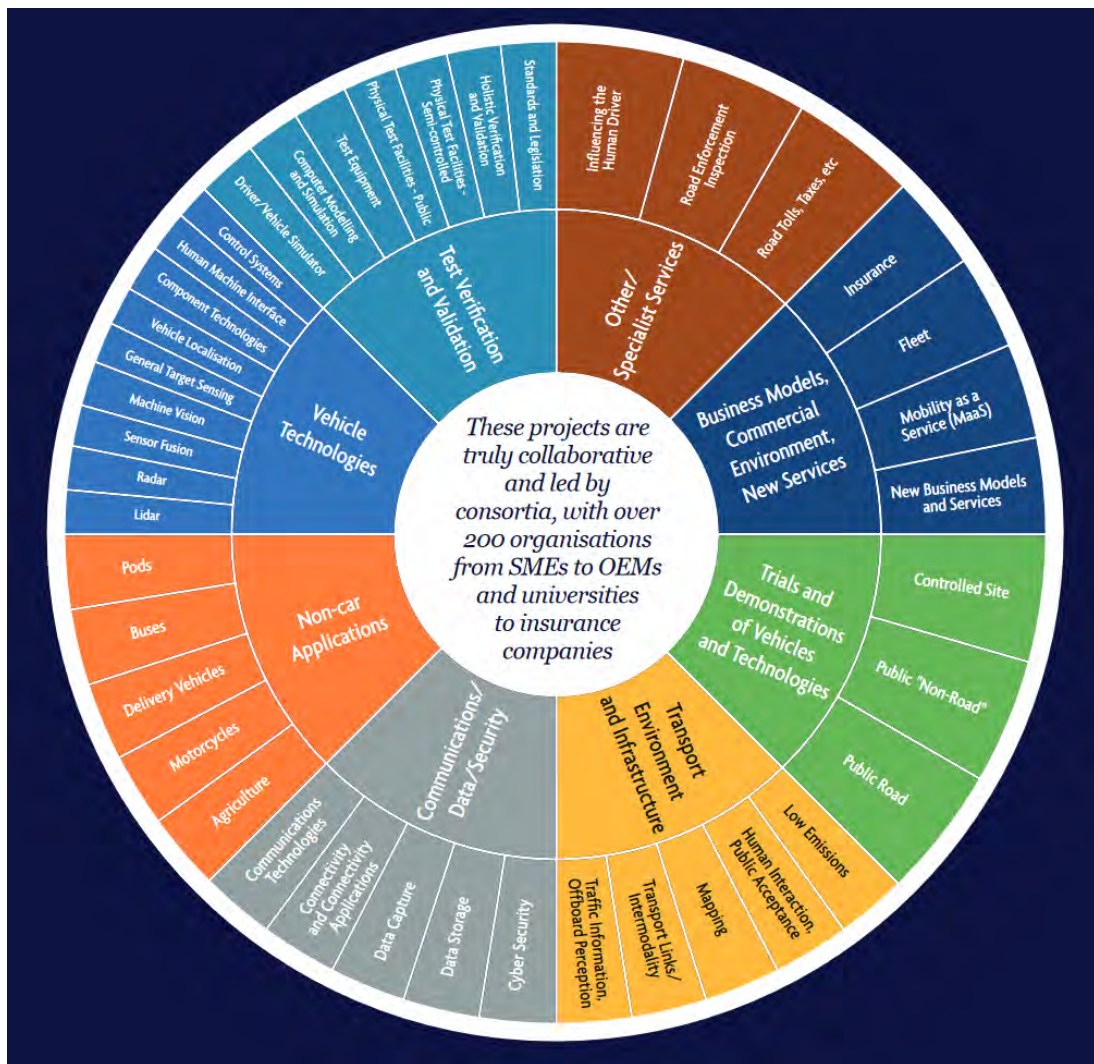 Standards and Legislation
Holistic Verification
and Validation
Physical Test Facilities -
Semi-controlled
Physical Test Facilities - Public
Test Equipment
Computer Modelling
and Simulation
Driver/Vehicle Simulator
Test Verification
and Validation
Influencing the
Human Driver
Road Enforcement
Inspection
Road Tolls, Taxes, etc
Other/
Specialist Services
Insurance
Fleet
Mobility as a
Service (MaaS)
New Business Models
and Services
Business Models,
Commercial
Environment,
New Services
Controlled Site
Public "Non-Road"
Public Road
Trials and
Demonstrations
of Vehicles
and Technologies
Low Emissions
Human Interaction,
Public Acceptance
Mapping
Transport Links/
Intermodality
Traffic Information,
Offboard Perception
Transport
Environment
and Infrastructure
Cyber Security
Data Storage
Data Capture
Connectivity
and Connectivity
Applications
Communications
Technologies
Communications/
Data/Security
Agriculture
Motorcycles
Delivery Vehicles
Buses
Pods
Non-car
Applications
Lidar
Radar
Sensor Fusion
Machine Vision
General Target Sensing
Vehicle Localisation
Component Technologies
Human Machine Interface
Control Systems
Vehicle
Technologies
These projects are
truly collaborative
and led by
consortia, with over
200 organisations
from SMEs to OEMs
and universities
to insurance
companies